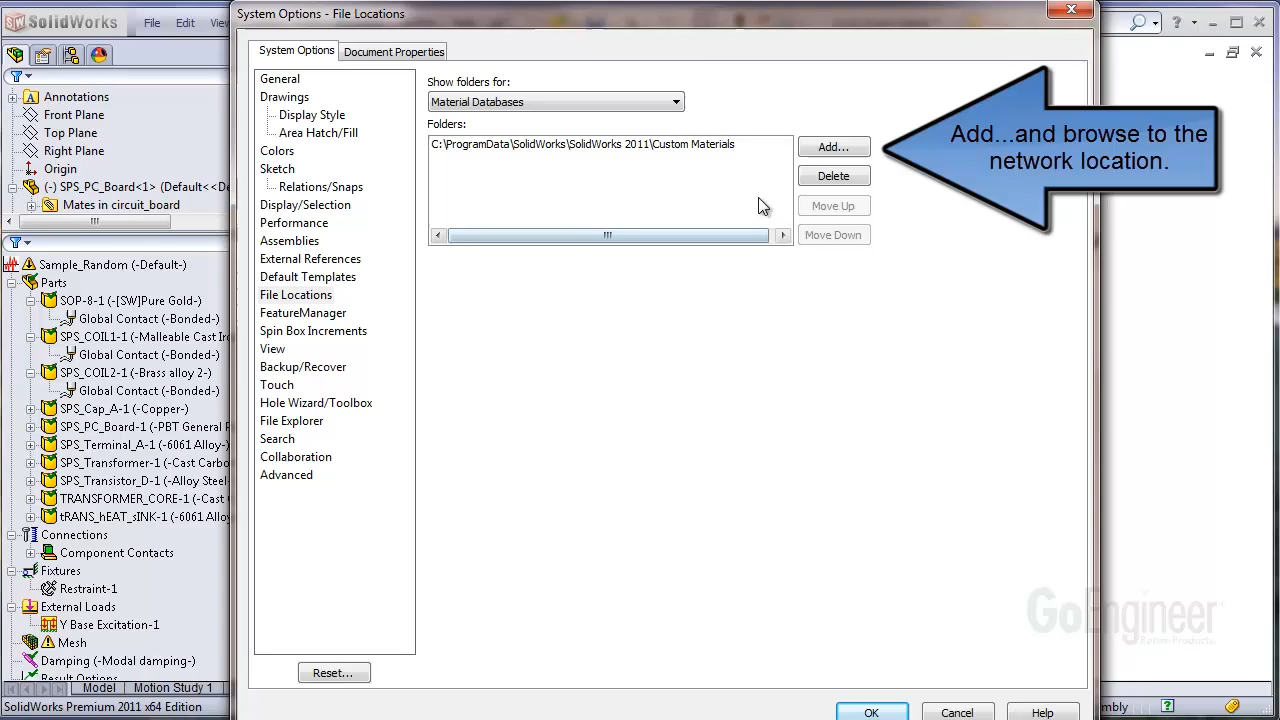 SolidWorks
File
Edit
System Options - File Locations
System Options
Document Properties
General
Drawings
Display Style
Area Hatch/Fill
Colors
Sketch
Relations/Snaps
Display/Selection
Performance
Assemblies
External References
Default Templates
File Locations
FeatureManager
Spin Box Increments
View
Backup/Recover
Touch
Hole Wizard/Toolbox
File Explorer
Search
Collaboration
Advanced
Reset...
Show folders for:
Material Databases
Folders:
C:\ProgramData\SolidWorks\SolidWorks 2011\Custom Materials
Add...
Delete
Move Up
Move Down
Add...and browse to the
network location.
Annotations
Front Plane
Top Plane
Right Plane
Origin
(-) SPS_PC_Board<1> (Default<<De
Mates in circuit_board
Sample_Random (-Default-)
Parts
SOP-8-1 (-[SW]Pure Gold-)
Global Contact (-Bonded-)
SPS_COIL1-1 (-Malleable Cast Iro
Global Contact (-Bonded-)
SPS_COIL2-1 (-Brass alloy 2-)
Global Contact (-Bonded-)
SPS_Cap_A-1 (-Copper-)
SPS_PC_Board-1 (-PBT General P
SPS_Terminal_A-1 (-6061 Alloy-)
SPS_Transformer-1 (-Cast Carbo
SPS_Transistor_D-1 (-Alloy Steel-
TRANSFORMER_CORE-1 (-Cast
tRANS_hEAT_sINK-1 (-6061 Alloy
Connections
Component Contacts
Fixtures
Restraint-1
External Loads
Y Base Excitation-1
Mesh
Damping (-Modal damping-)
Result Options
Model
Motion Study 1
SolidWorks Premium 2011 x64 Edition
OK
Cancel
Help
GoEngineer